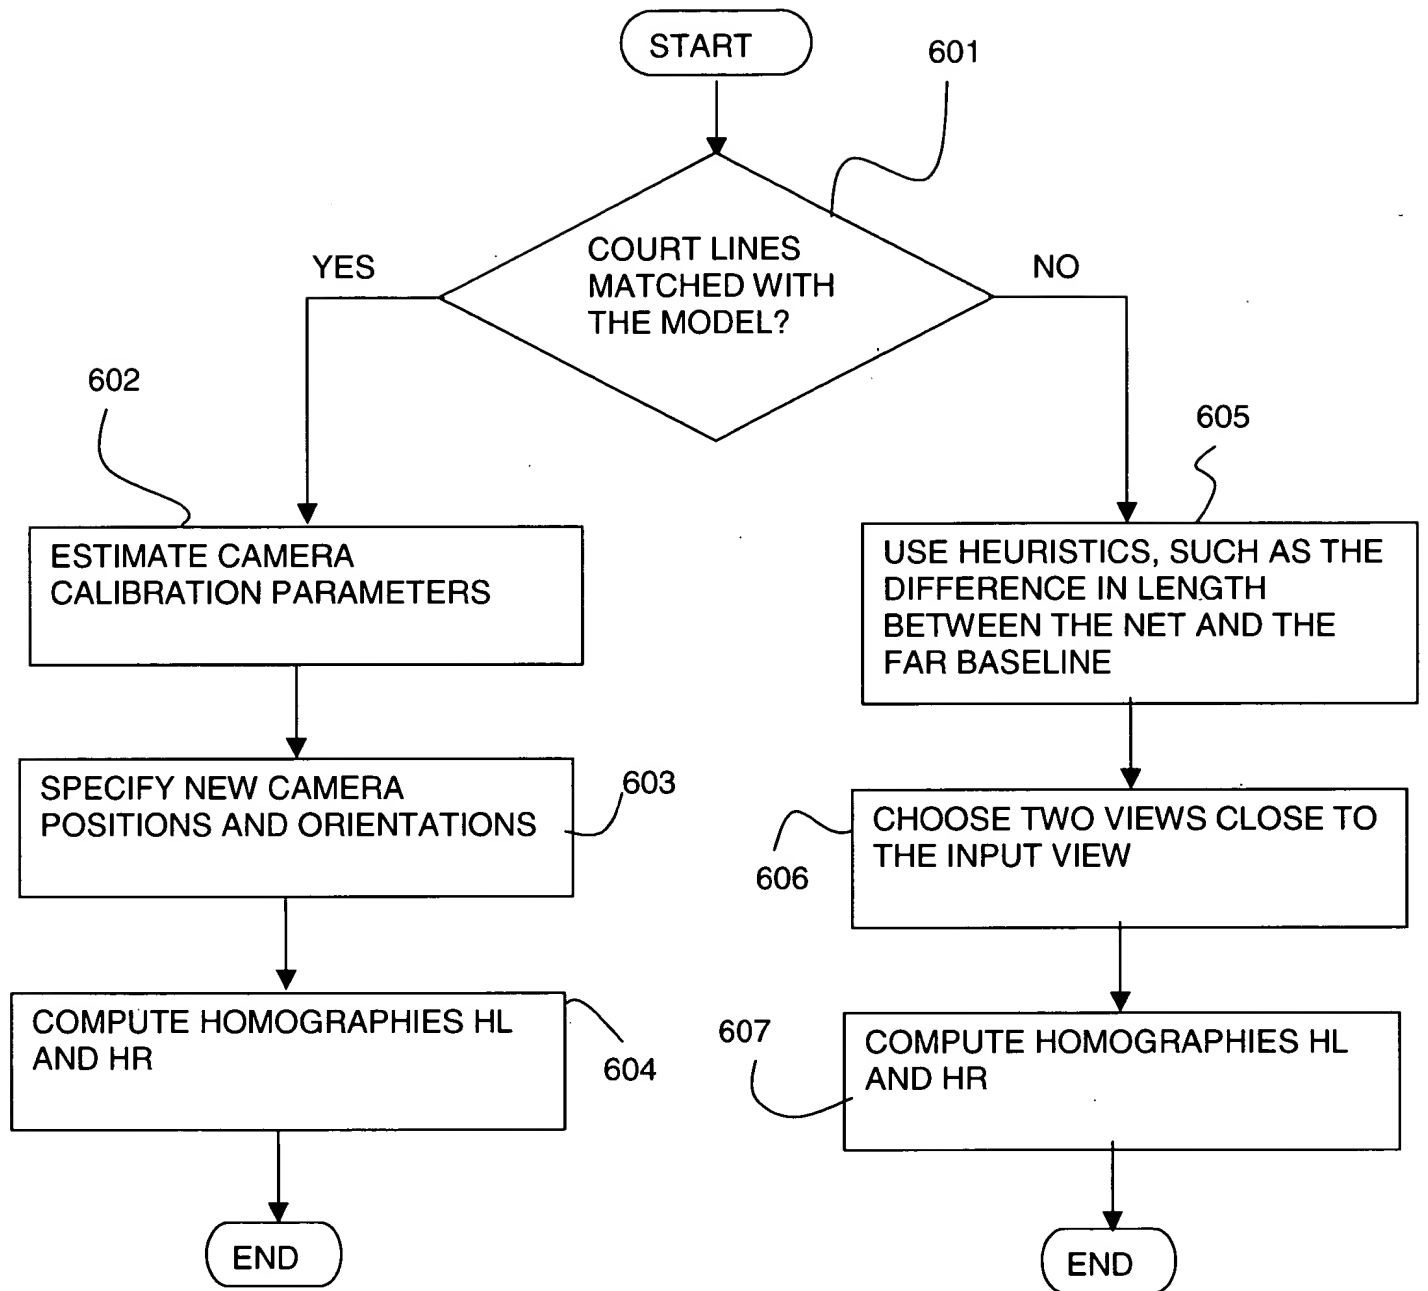 START
601
COURT LINES
MATCHED WITH
THE MODEL?
YES
NO
602
605
ESTIMATE CAMERA
CALIBRATION PARAMETERS
USE HEURISTICS, SUCH AS THE
DIFFERENCE IN LENGTH
BETWEEN THE NET AND THE
FAR BASELINE
SPECIFY NEW CAMERA
POSITIONS AND ORIENTATIONS
603
CHOOSE TWO VIEWS CLOSE TO
THE INPUT VIEW
606
COMPUTE HOMOGRAPHIES HL
AND HR
604
607
COMPUTE HOMOGRAPHIES HL
AND HR
END
END